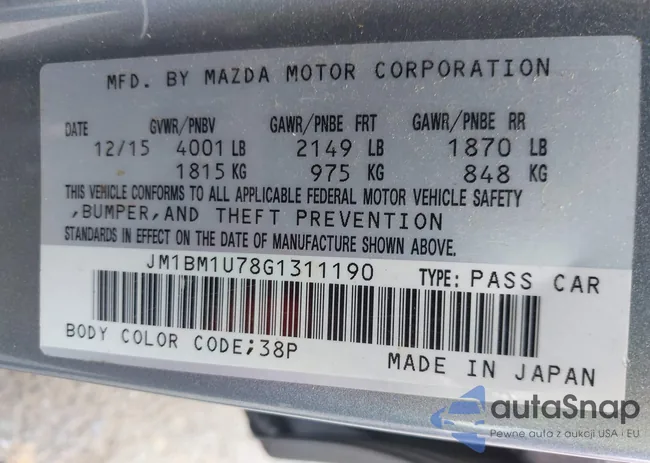 MFD. BY MAZDA MOTOR CORPORATION
DATE GVWR/PNBV GAWR/PNBE FRT GAWR/PNBE RR
12/15 4001 LB 2149 LB 1870 LB
1815 KG 975 KG 848 KG
THIS VEHICLE CONFORMS TO ALL APPLICABLE FEDERAL MOTOR VEHICLE SAFETY
,BUMPER,AND THEFT PREVENTION
STANDARDS IN EFFECT ON THE DATE OF MANUFACTURE SHOWN ABOVE.
JM1BM1U78G1311190 TYPE: PASS CAR
BODY COLOR CODE;38P
MADE IN JAPAN
autaSnap
Pewne auta z aukcji USA i EU